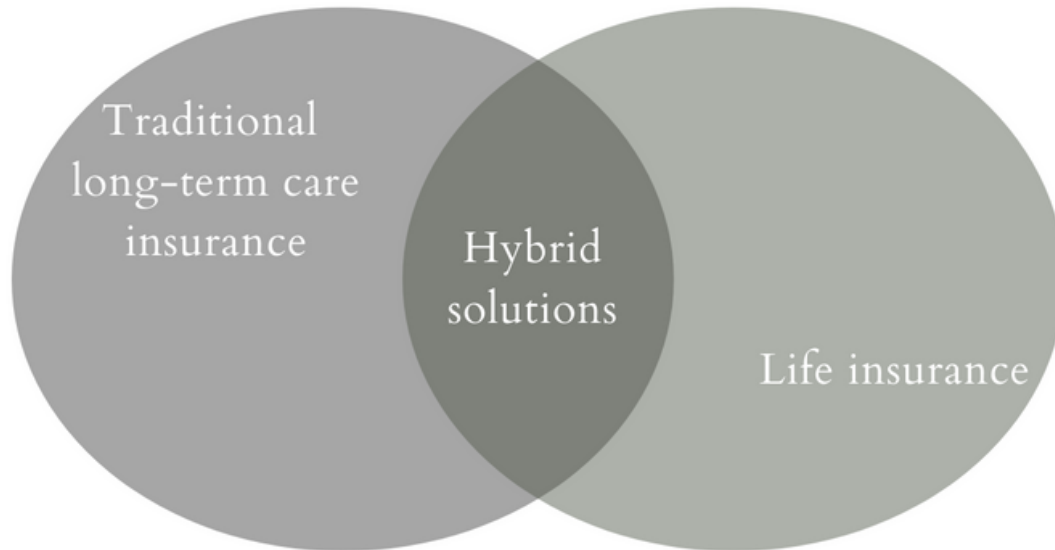 Traditional
long-term care
insurance
Hybrid
solutions
Life insurance